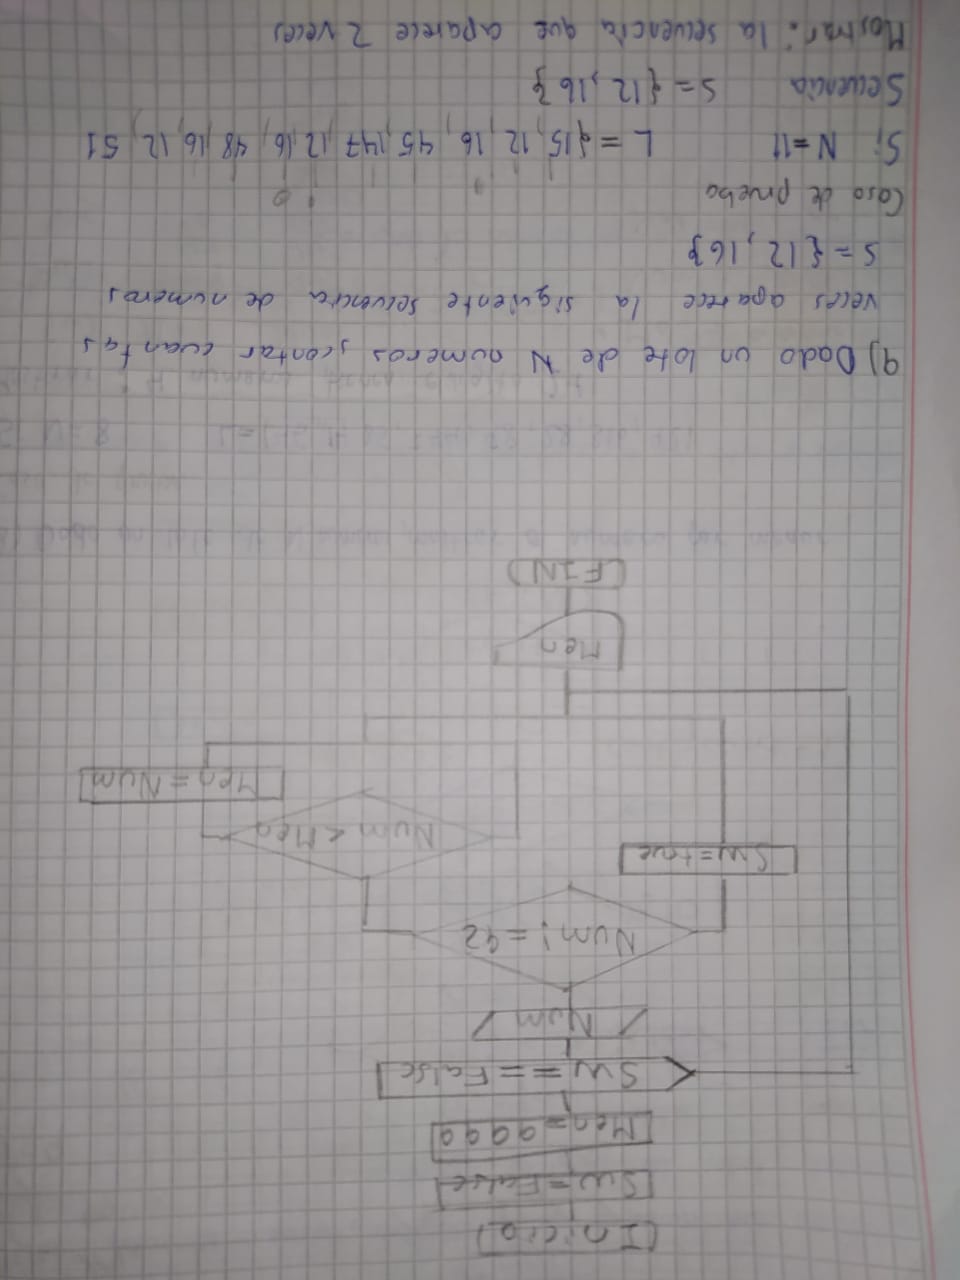 Inicio
Sw=False
Men=9999
Sw == False
Num
Num != 42
Sw=true
Num < Men
Men = Num
Men
FIN
9) Dado un lote de N numeros, contar cuantas
veces aparece la siguiente secuencia de numeros
S = {12, 16}
Caso de prueba
Si N=11 L = {15, 12, 16, 45, 147, 12, 16, 48, 16, 12, 51
Secuencia S = {12, 16}
Mostrar: la secuencia que aparece 2 veces